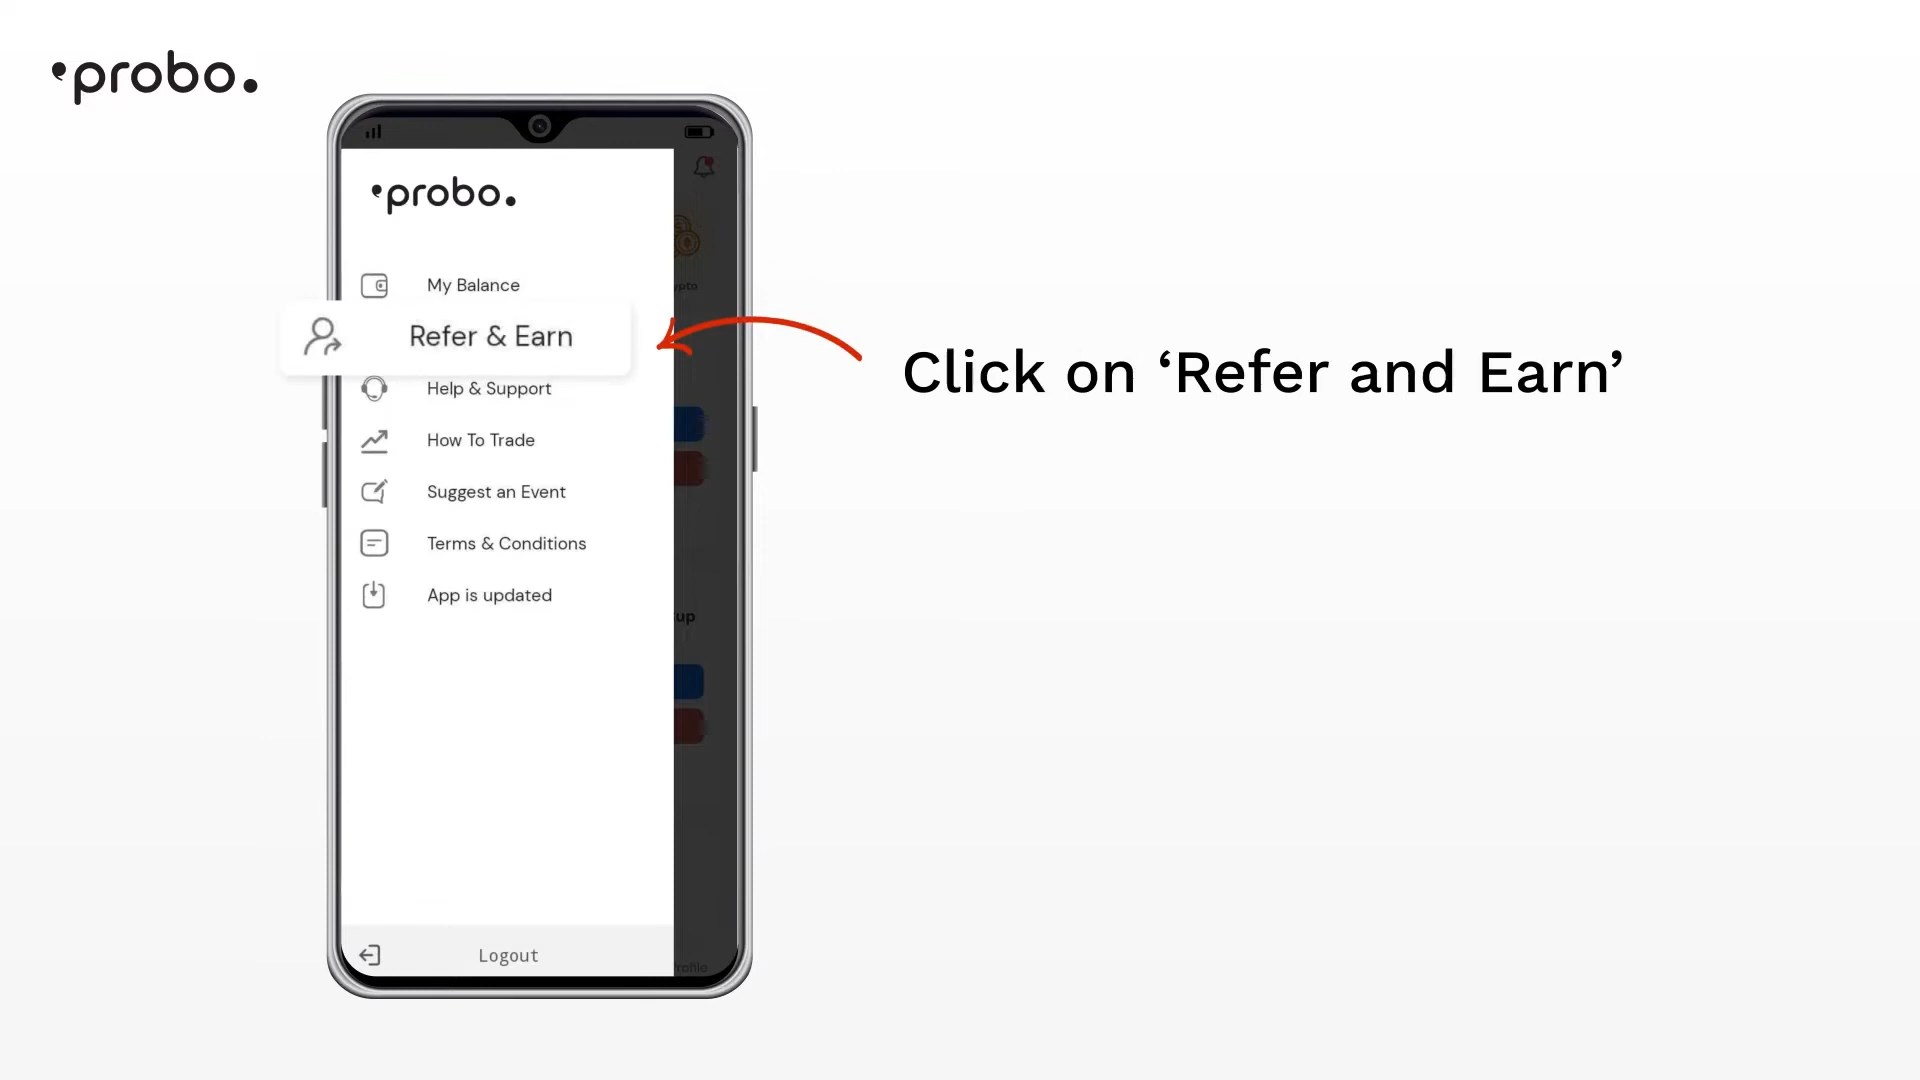 probo.
probo.
My Balance
Refer & Earn
Click on ‘Refer and Earn’
Help & Support
How To Trade
Suggest an Event
Terms & Conditions
App is updated
up
Logout